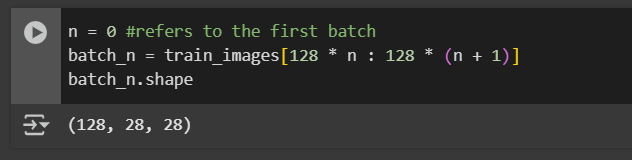 n = 0 #refers to the first batch
batch_n = train_images[128 * n : 128 * (n + 1)]
batch_n.shape
(128, 28, 28)